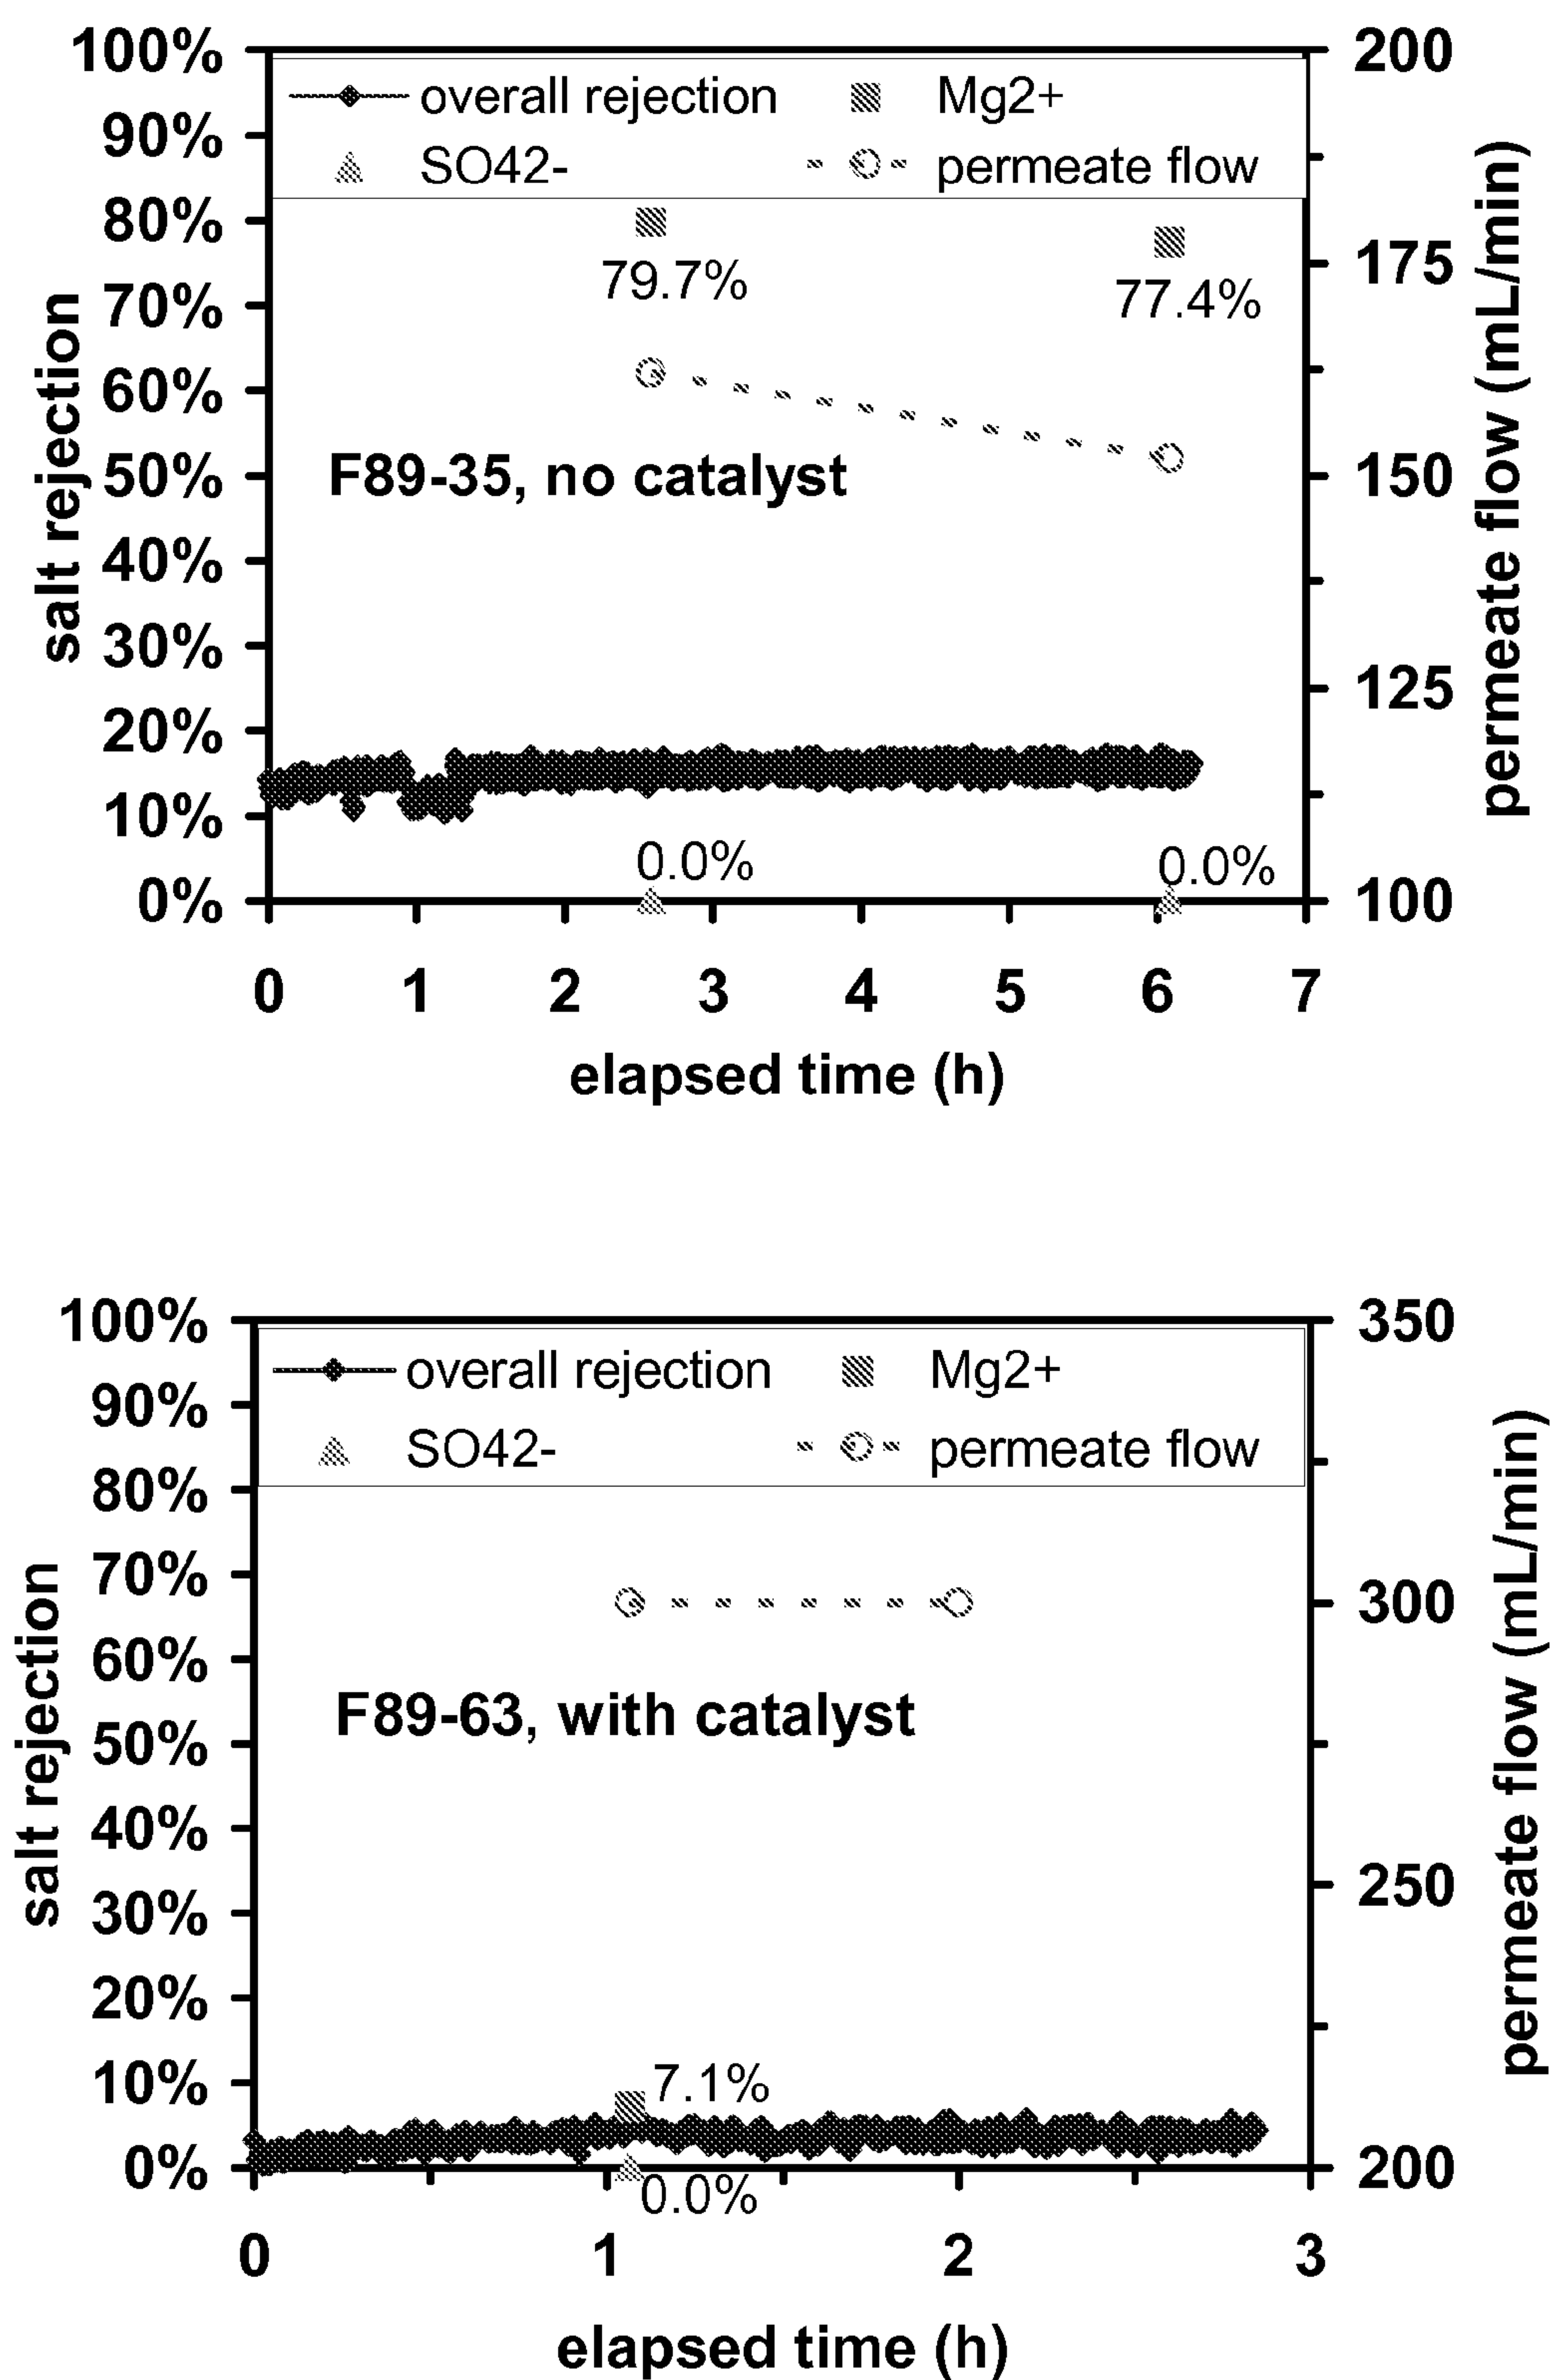 100%
200
overall rejection
Mg2+
90%
SO42-
permeate flow
80%
79.7%
175
77.4%
70%
60%
F89-35, no catalyst
50%
150
40%
30%
125
20%
10%
0.0%
0.0%
0%
100
salt rejection
permeate flow (mL/min)
0 1 2 3 4 5 6 7
elapsed time (h)
100%
350
overall rejection
Mg2+
90%
SO42-
permeate flow
80%
70%
300
60%
F89-63, with catalyst
50%
40%
250
30%
20%
10%
7.1%
0%
200
0.0%
salt rejection
permeate flow (mL/min)
0 1 2 3
elapsed time (h)